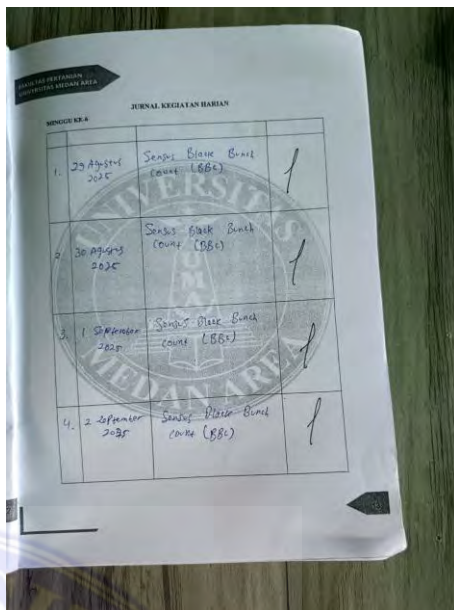 FAKULTAS PERTANIAN
UNIVERSITAS MEDAN AREA
JURNAL KEGIATAN HARIAN
MINGGU KE-6
1. 29 Agustus 2025 Sensus Black Bunch Count (BBC)
2. 30 Agustus 2025 Sensus Black Bunch Count (BBC)
3. 1 September 2025 Sensus Black Bunch Count (BBC)
4. 2 September 2025 Sensus Black Bunch Count (BBC)
UNIVERSITAS
UMA
MEDAN AREA